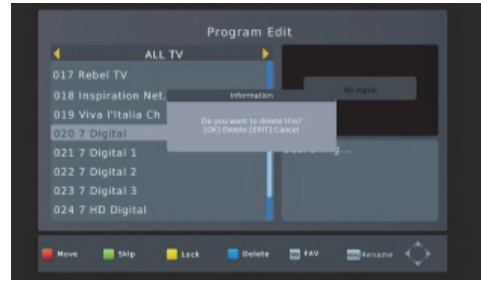 Program Edit
ALL TV
017 Rebel TV
018 Inspiration Net.
019 Viva l'Italia Ch
020 7 Digital
021 7 Digital 1
022 7 Digital 2
023 7 Digital 3
024 7 HD Digital
No signal
Information
Do you want to delete this?
[OK] Delete [EXIT] Cancel
Move Skip Lock Delete FAV Rename